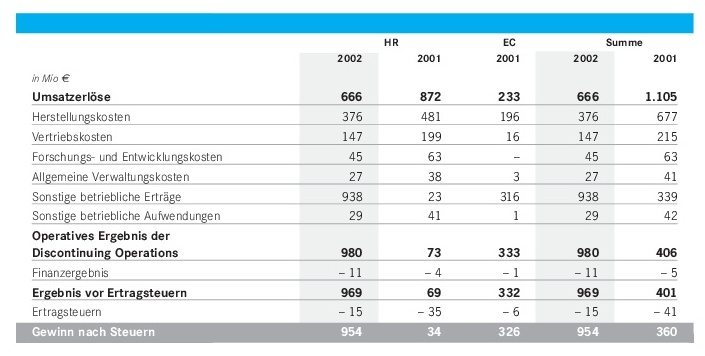 HR EC Summe
2002 2001 2001 2002 2001
in Mio €
Umsatzerlöse 666 872 233 666 1.105
Herstellungskosten 376 481 196 376 677
Vertriebskosten 147 199 16 147 215
Forschungs- und Entwicklungskosten 45 63 – 45 63
Allgemeine Verwaltungskosten 27 38 3 27 41
Sonstige betriebliche Erträge 938 23 316 938 339
Sonstige betriebliche Aufwendungen 29 41 1 29 42
Operatives Ergebnis der
Discontinuing Operations 980 73 333 980 406
Finanzergebnis – 11 – 4 – 1 – 11 – 5
Ergebnis vor Ertragsteuern 969 69 332 969 401
Ertragsteuern – 15 – 35 – 6 – 15 – 41
Gewinn nach Steuern 954 34 326 954 360